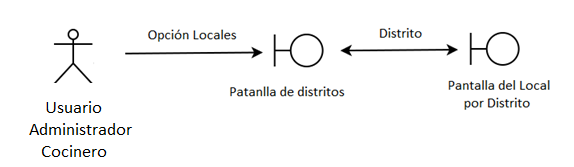 Opción Locales
Distrito
Patanlla de distritos
Pantalla del Local
por Distrito
Usuario
Administrador
Cocinero